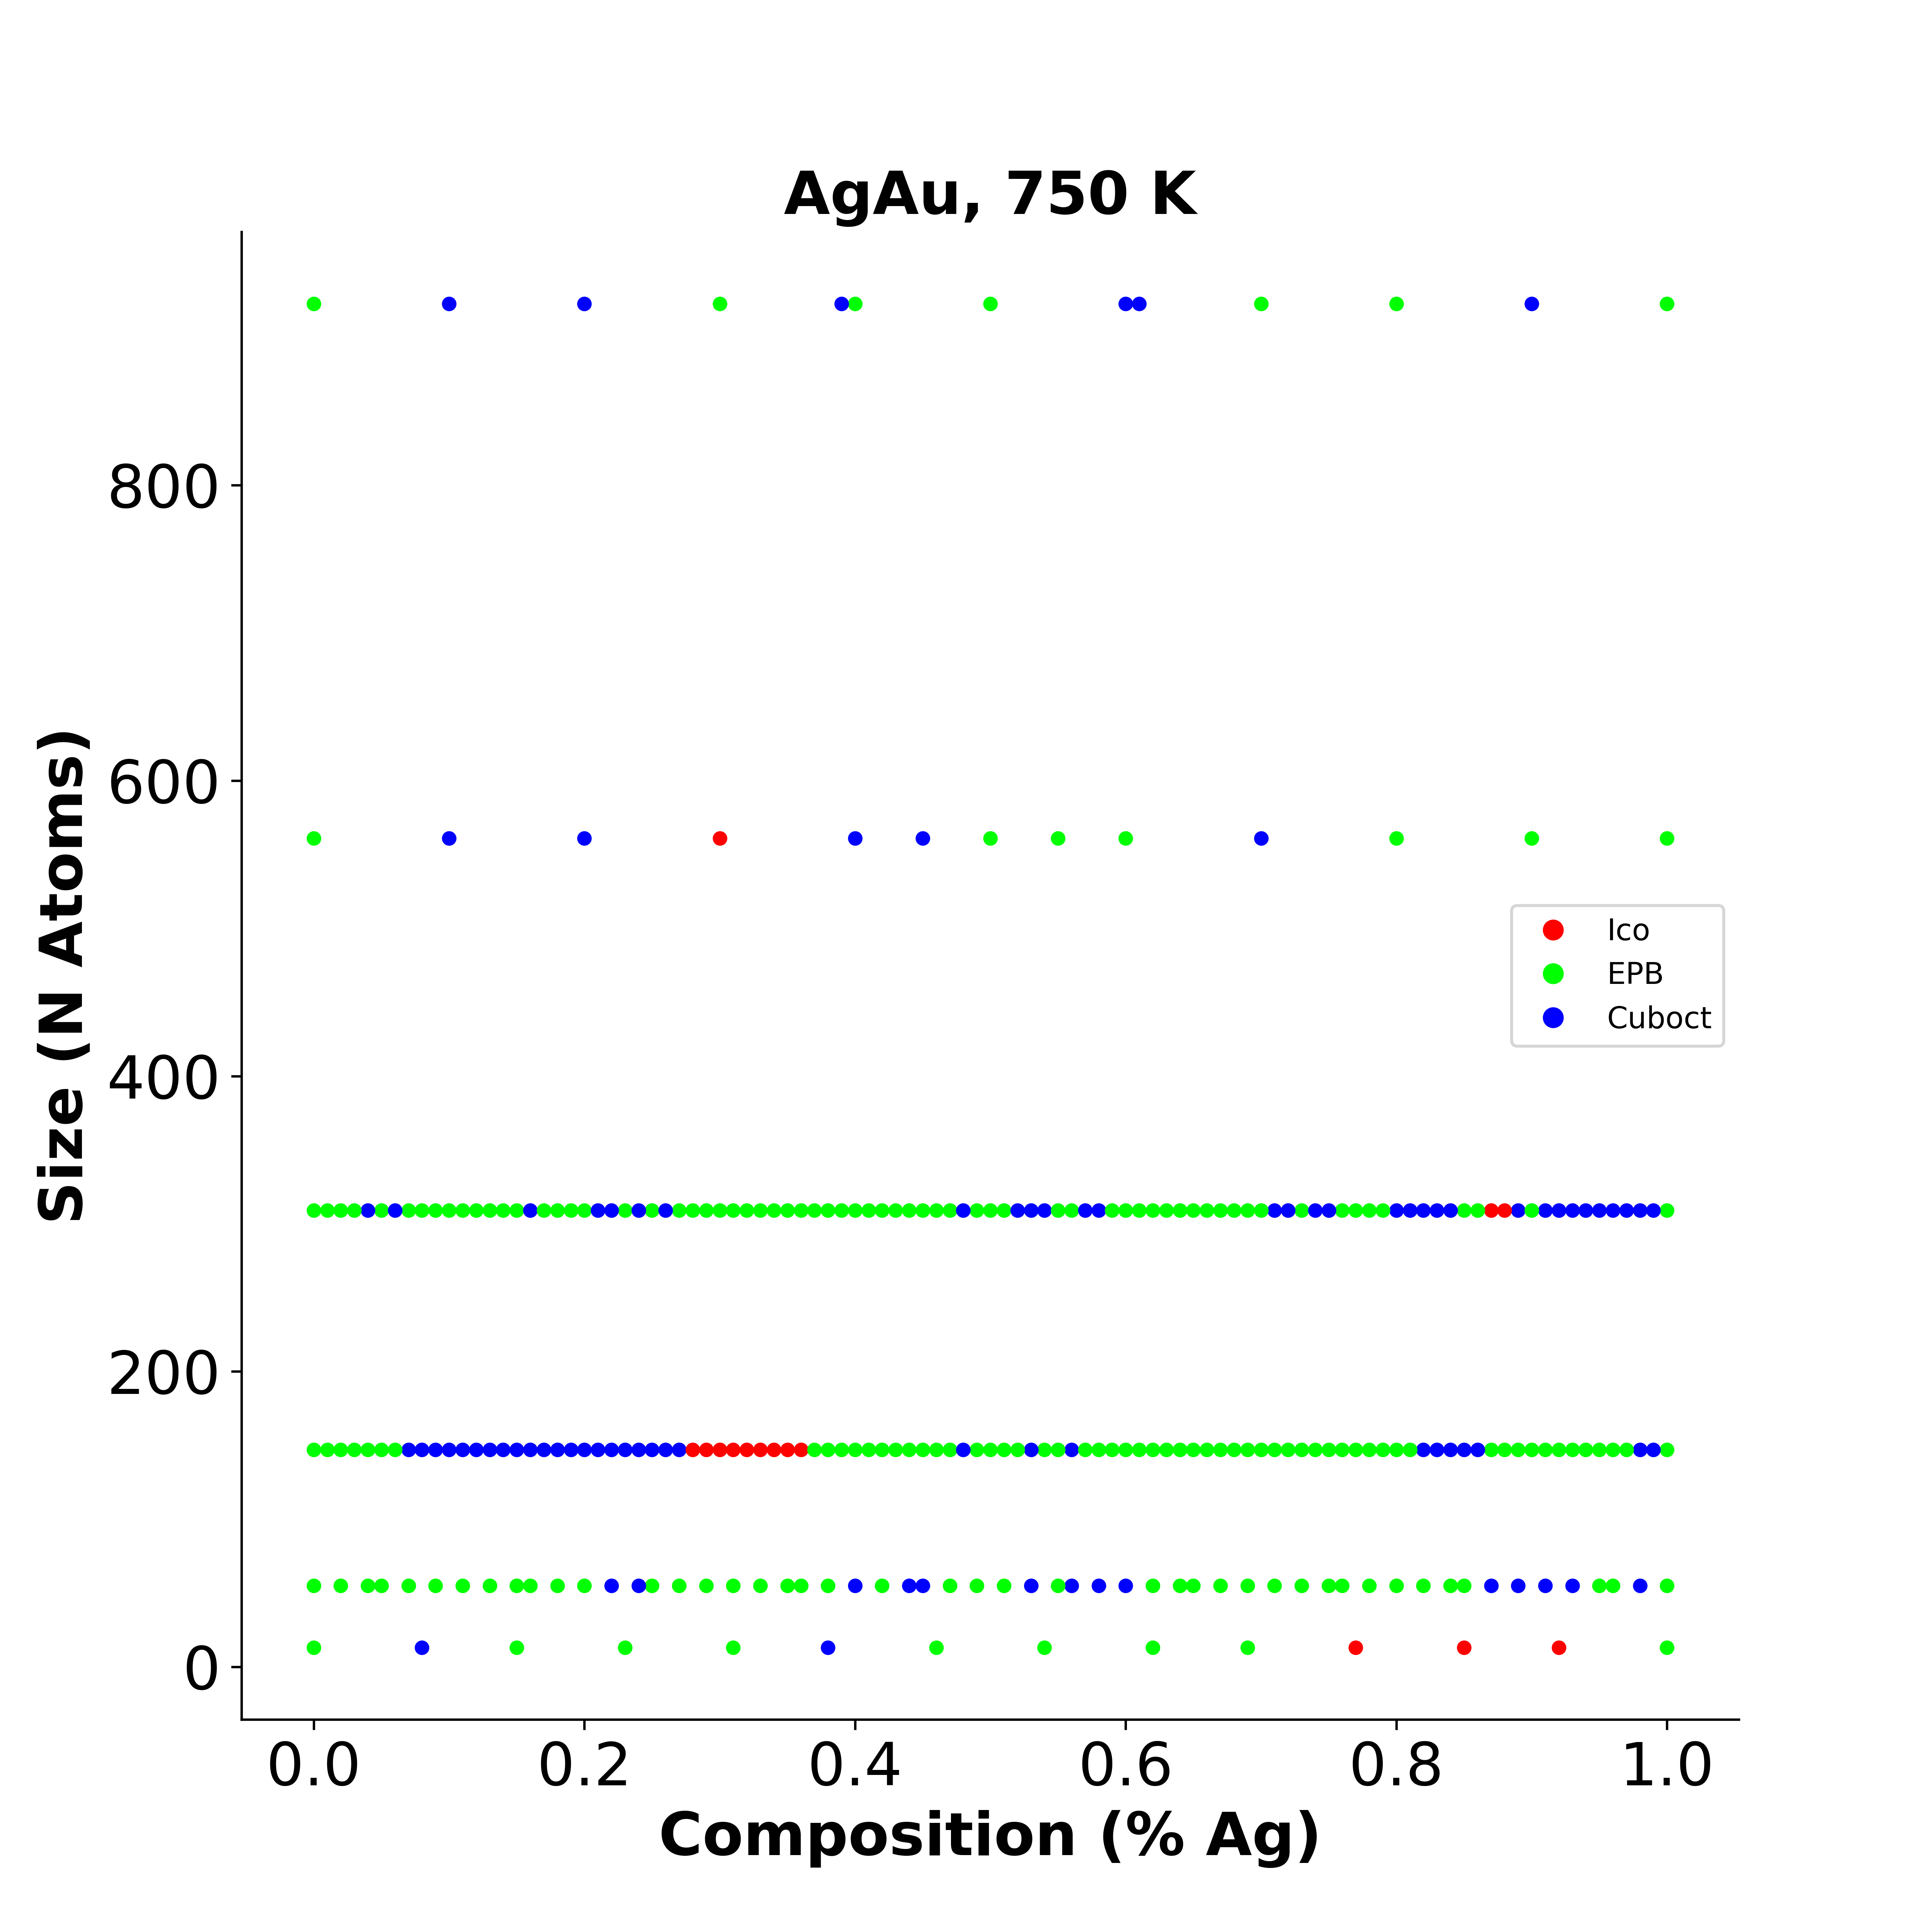 AgAu, 750 K
800
600
400
200
0
Size (N Atoms)
Ico
EPB
Cuboct
0.0 0.2 0.4 0.6 0.8 1.0
Composition (% Ag)